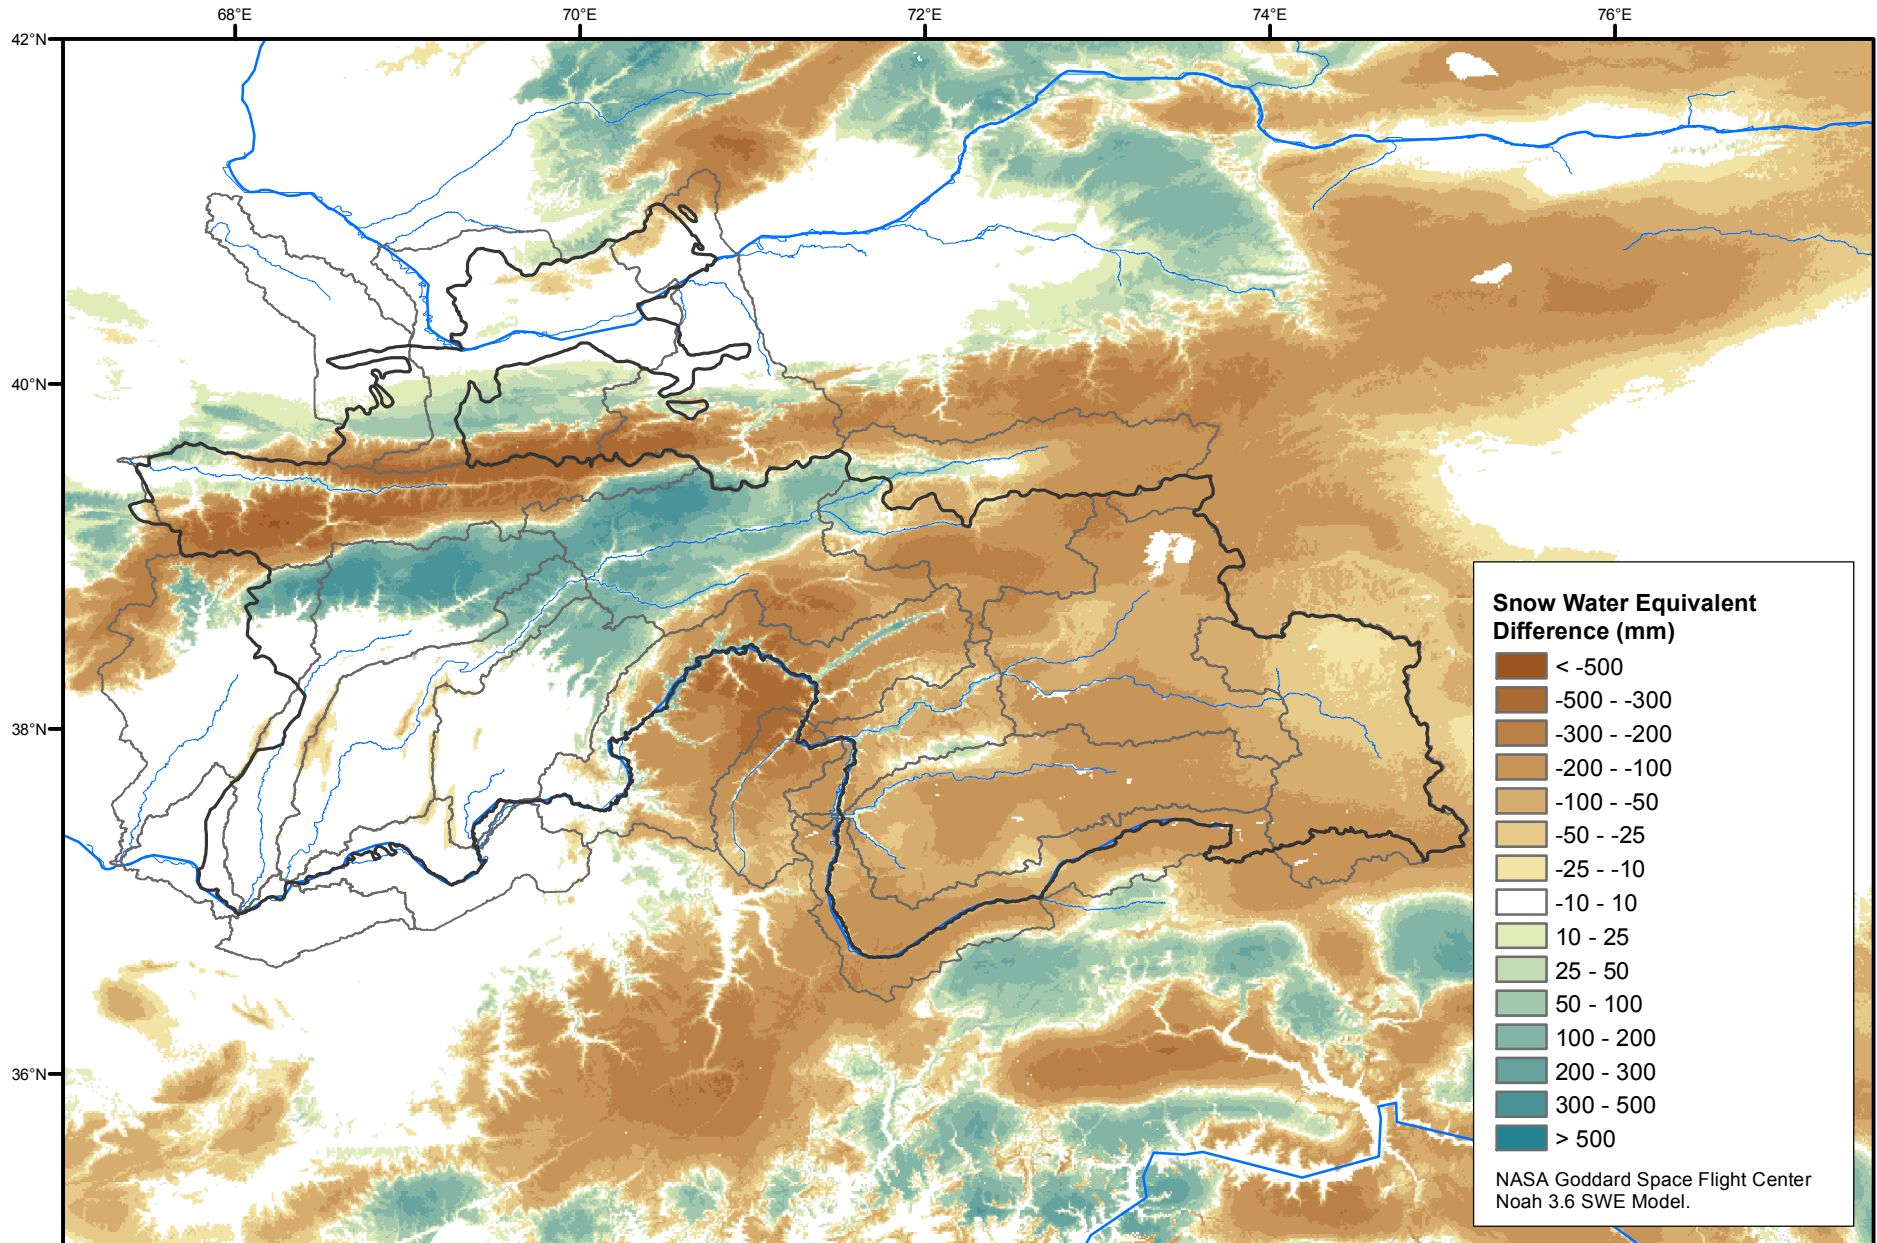 68°E 70°E 72°E 74°E 76°E
42°N
40°N
38°N
36°N
Snow Water Equivalent
Difference (mm)
< -500
-500 - -300
-300 - -200
-200 - -100
-100 - -50
-50 - -25
-25 - -10
-10 - 10
10 - 25
25 - 50
50 - 100
100 - 200
200 - 300
300 - 500
> 500
NASA Goddard Space Flight Center
Noah 3.6 SWE Model.